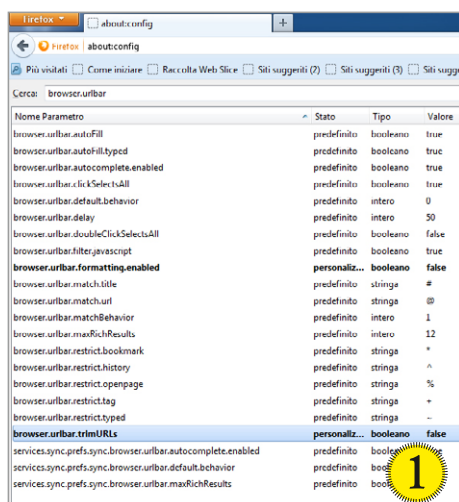 Firefox
about:config
+
Firefox about:config
Più visitati Come iniziare Raccolta Web Slice Siti suggeriti (2) Siti suggeriti (3) Siti sugge
Cerca: browser.urlbar
Nome Parametro Stato Tipo Valore
browser.urlbar.autoFill predefinito booleano true
browser.urlbar.autoFill.typed predefinito booleano true
browser.urlbar.autocomplete.enabled predefinito booleano true
browser.urlbar.clickSelectsAll predefinito booleano true
browser.urlbar.default.behavior predefinito intero 0
browser.urlbar.delay predefinito intero 50
browser.urlbar.doubleClickSelectsAll predefinito booleano false
browser.urlbar.filter.javascript predefinito booleano true
browser.urlbar.formatting.enabled personaliz... booleano false
browser.urlbar.match.title predefinito stringa #
browser.urlbar.match.url predefinito stringa @
browser.urlbar.matchBehavior predefinito intero 1
browser.urlbar.maxRichResults predefinito intero 12
browser.urlbar.restrict.bookmark predefinito stringa *
browser.urlbar.restrict.history predefinito stringa ^
browser.urlbar.restrict.openpage predefinito stringa %
browser.urlbar.restrict.tag predefinito stringa +
browser.urlbar.restrict.typed predefinito stringa ~
browser.urlbar.trimURLs personaliz... booleano false
services.sync.prefs.sync.browser.urlbar.autocomplete.enabled predefinito
services.sync.prefs.sync.browser.urlbar.default.behavior predefinito
services.sync.prefs.sync.browser.urlbar.maxRichResults predefinito
1